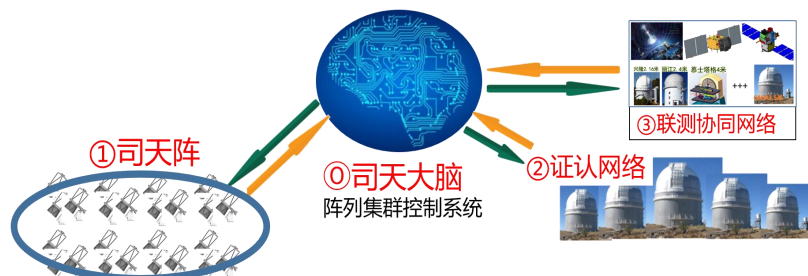 兴隆2.16米 丽江2.4米 慕士塔格4米
+++
③联测协同网络
①司天阵
⓪司天大脑
阵列集群控制系统
②证认网络